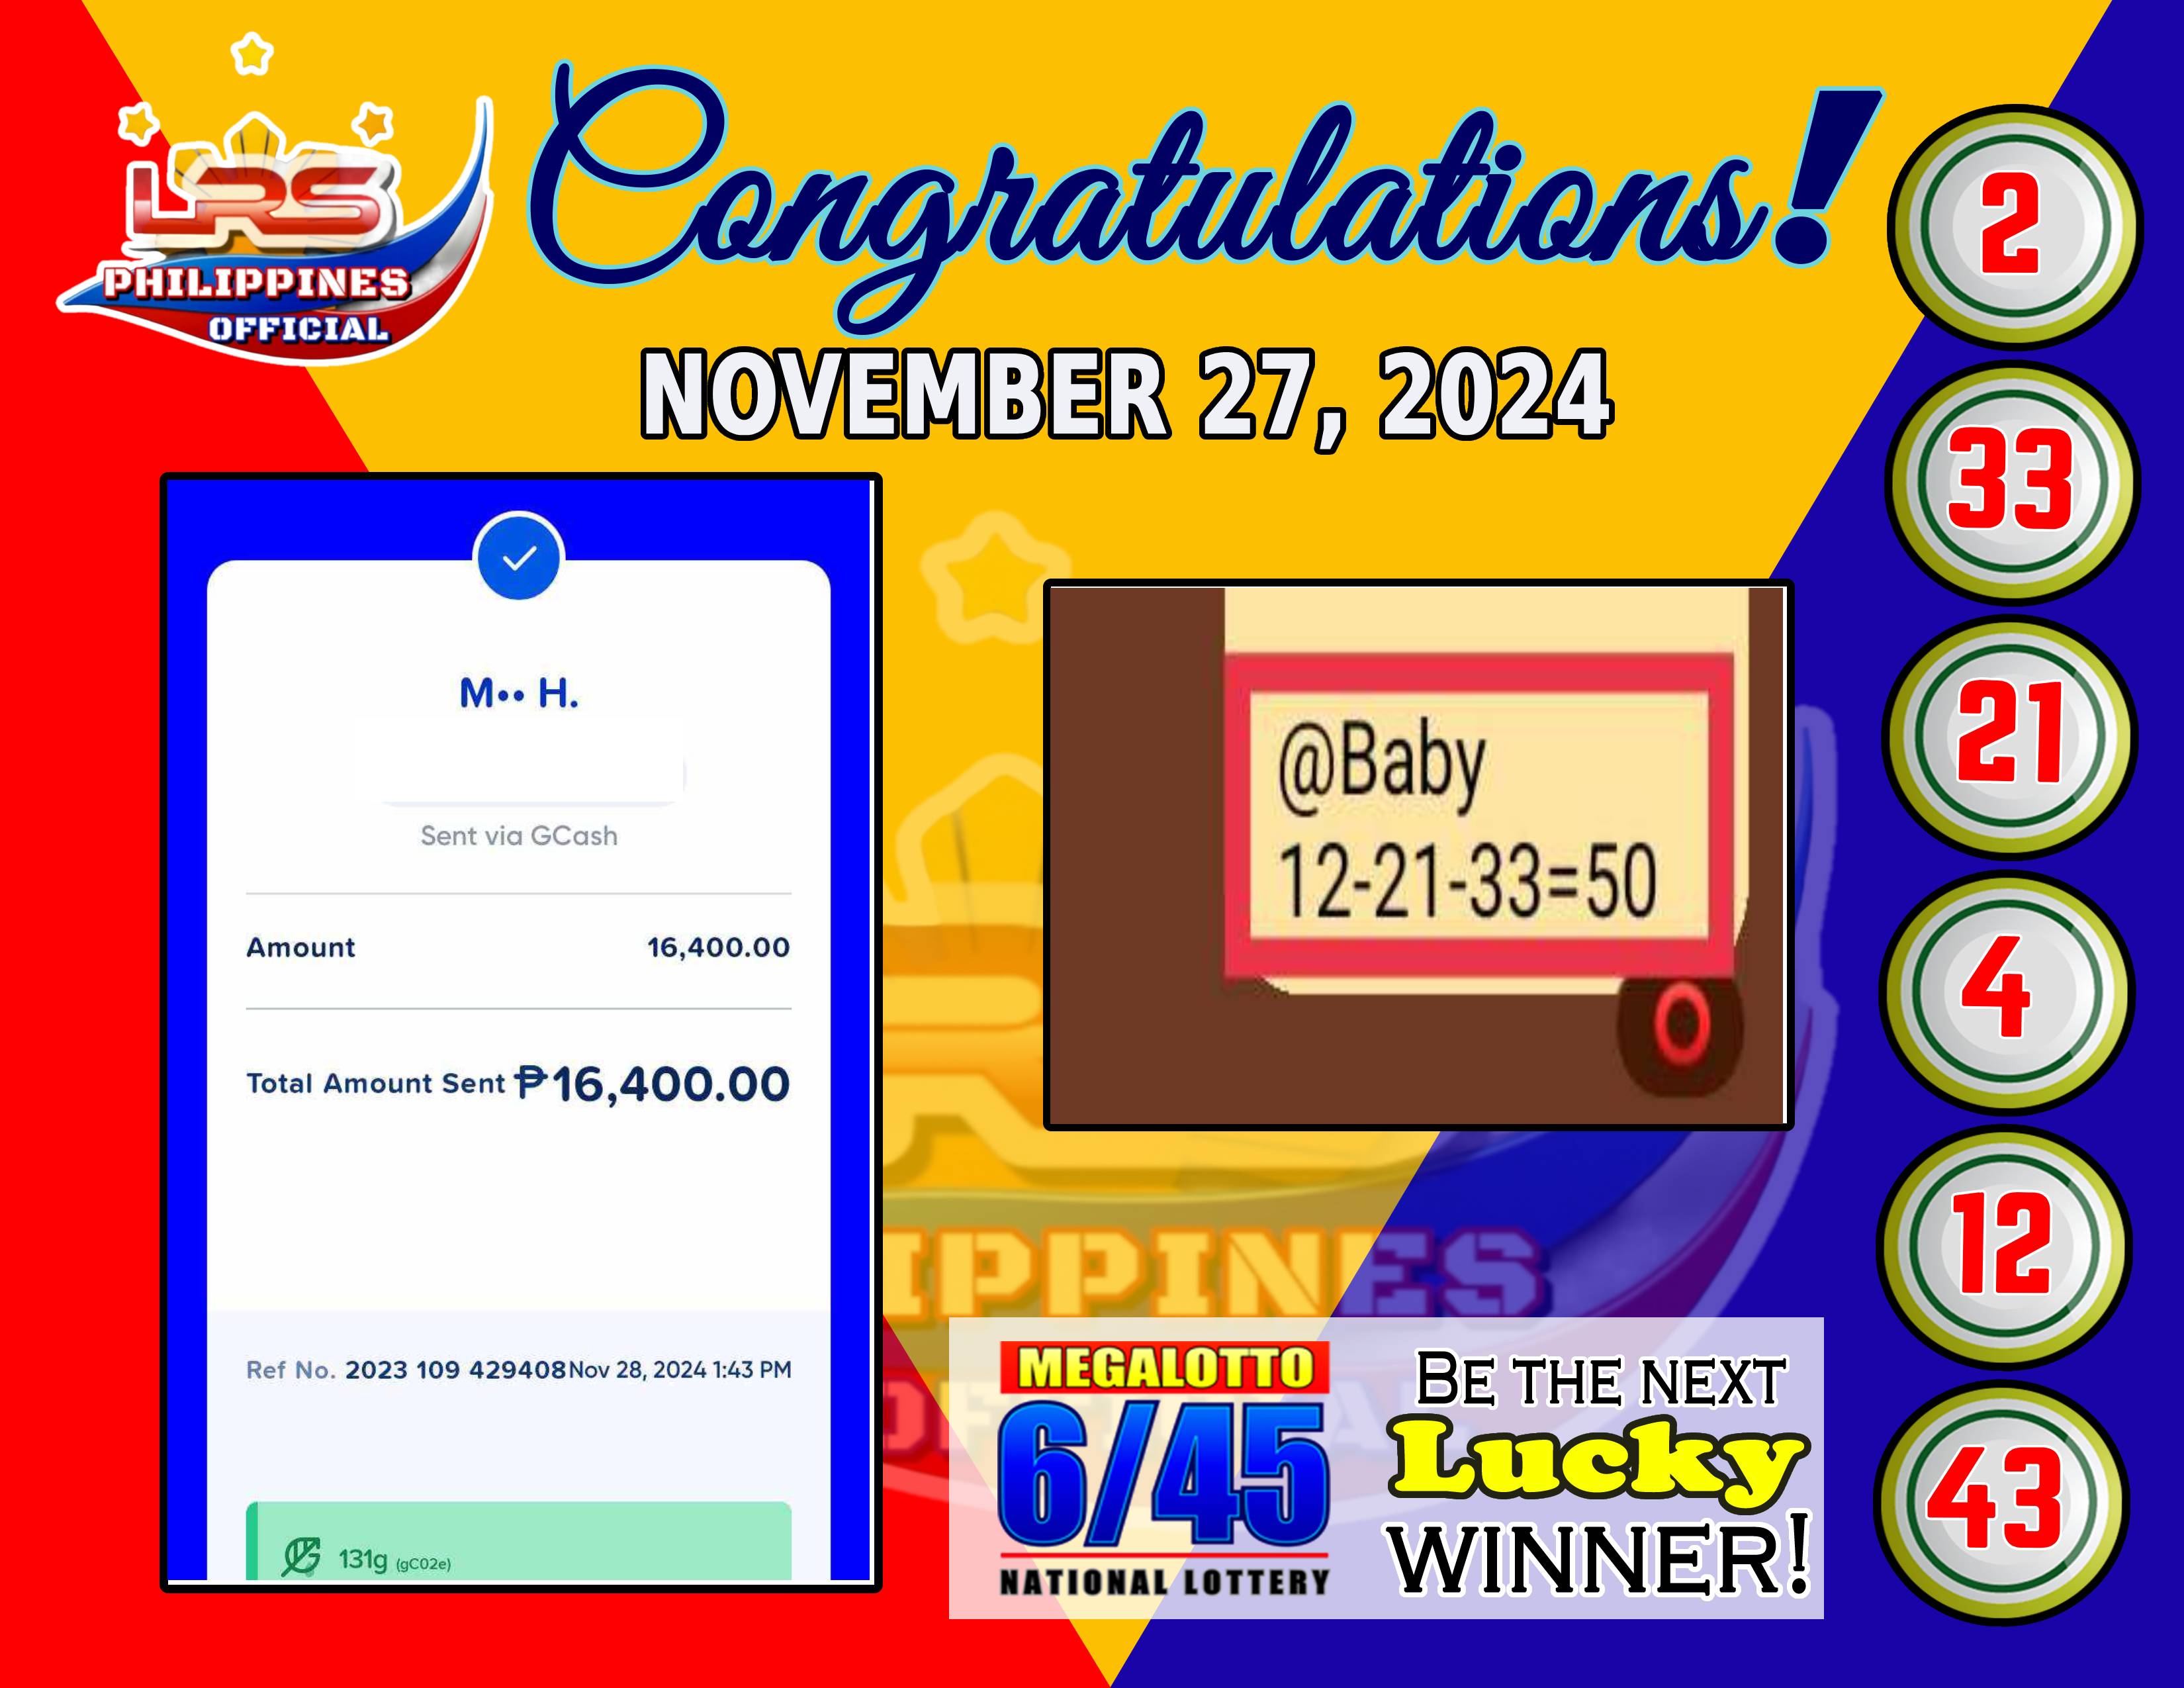 LRS
PHILIPPINES
OFFICIAL
Congratulations!
NOVEMBER 27, 2024
M•• H.
Sent via GCash
Amount 16,400.00
Total Amount Sent ₱16,400.00
Ref No. 2023 109 429408 Nov 28, 2024 1:43 PM
131g (gCO2e)
@Baby
12-21-33=50
MEGALOTTO
6/45
NATIONAL LOTTERY
BE THE NEXT
Lucky
WINNER!
2
33
21
4
12
43